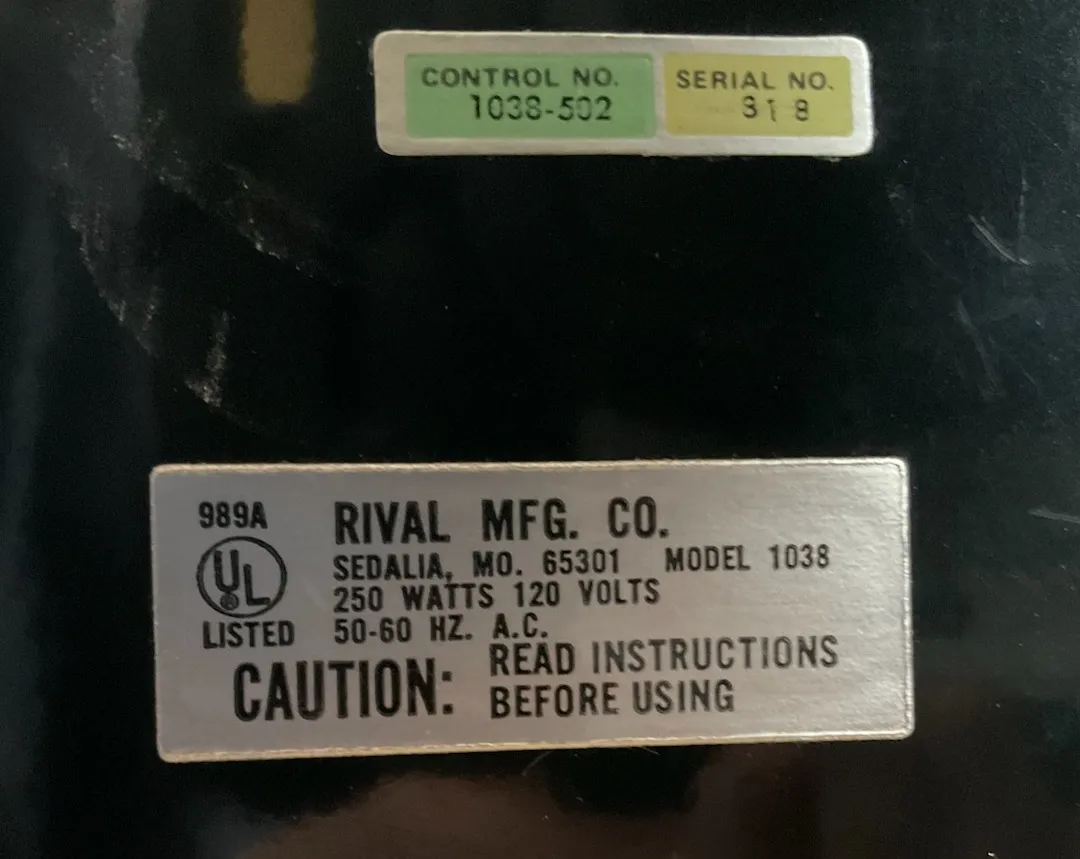 CONTROL NO.
1038-502
SERIAL NO.
318
989A
UL®
LISTED
RIVAL MFG. CO.
SEDALIA, MO. 65301 MODEL 1038
250 WATTS 120 VOLTS
50-60 HZ. A.C.
CAUTION: READ INSTRUCTIONS
BEFORE USING